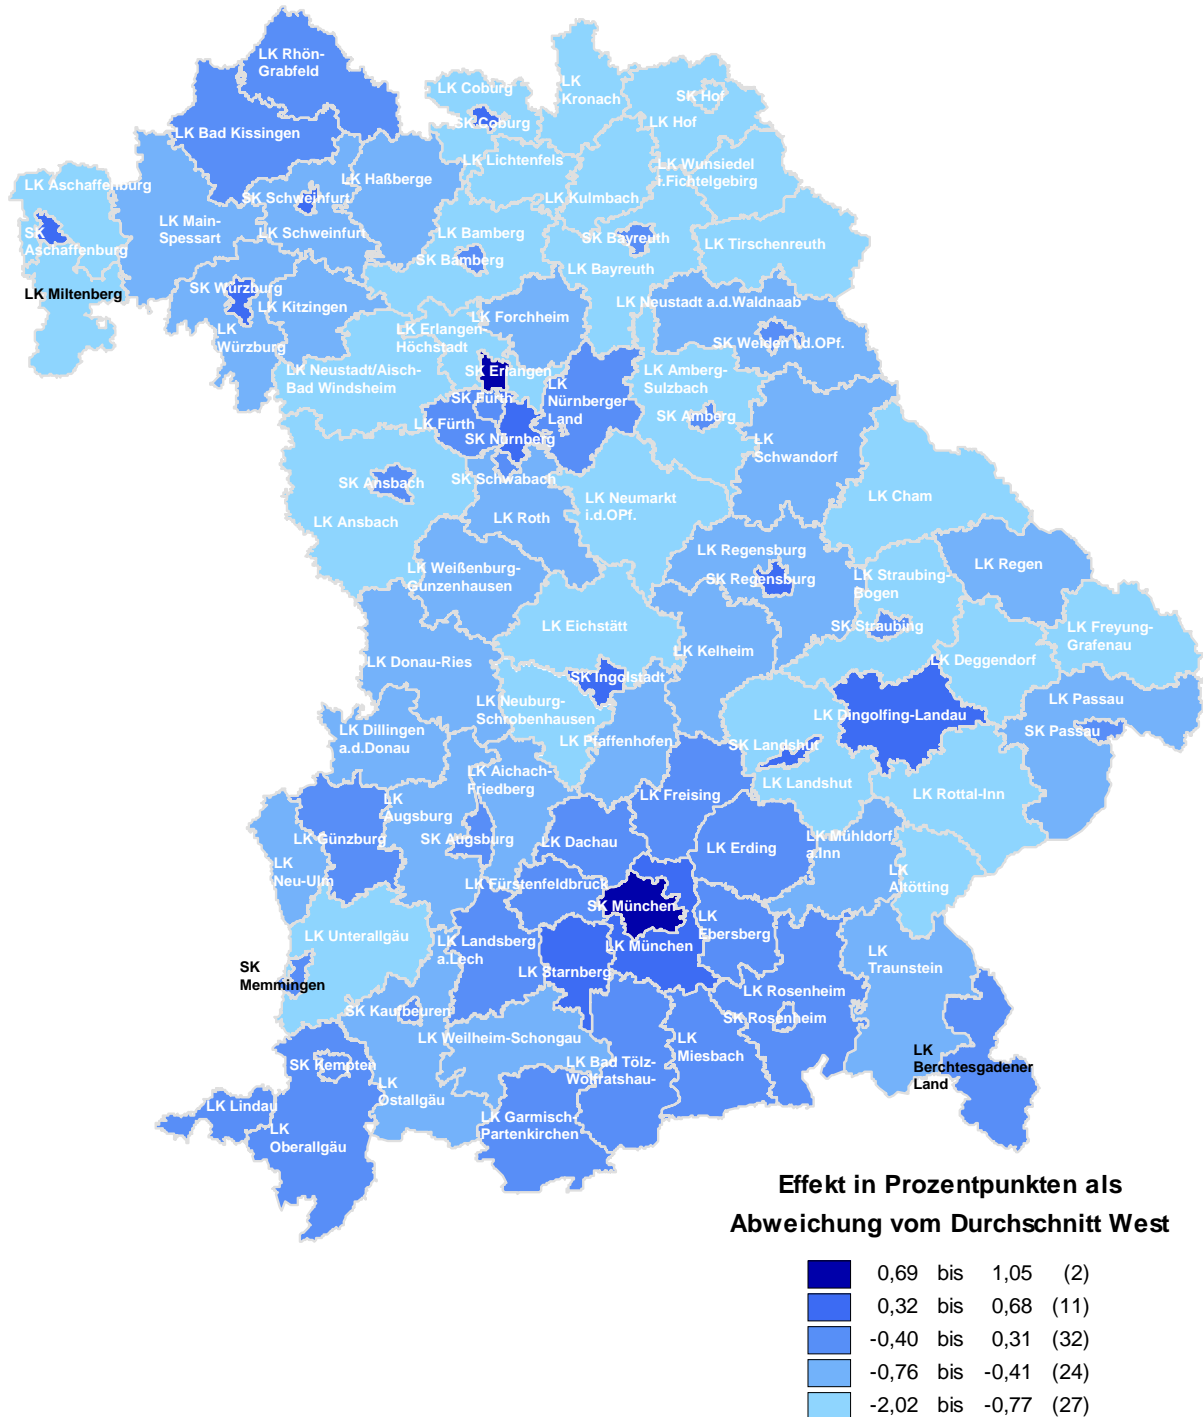 LK Rhön-
Grabfeld
LK Coburg
LK
Kronach
SK Hof
SK Coburg
LK Hof
LK Bad Kissingen
LK Lichtenfels
LK Wunsiedel
i.Fichtelgebirg
LK Aschaffenburg
LK Haßberge
SK Schweinfurt
LK Kulmbach
LK Main-
Spessart
LK Schweinfurt
SK
Aschaffenburg
LK Bamberg
SK Bayreuth
LK Tirschenreuth
SK Bamberg
LK Bayreuth
LK Miltenberg
SK Würzburg
LK Kitzingen
LK Neustadt a.d.Waldnaab
LK Forchheim
LK
Würzburg
LK Erlangen-
Höchstadt
SK Weiden i.d.OPf.
LK Neustadt/Aisch-
Bad Windsheim
SK Erlangen
LK
Nürnberger
Land
LK Amberg-
Sulzbach
SK Fürth
LK Fürth
SK Amberg
SK Nürnberg
LK
Schwandorf
SK Schwabach
SK Ansbach
LK Neumarkt
i.d.OPf.
LK Cham
LK Ansbach
LK Roth
LK Regensburg
LK Regen
LK Weißenburg-
Gunzenhausen
SK Regensburg
LK Straubing-
Bogen
LK Eichstätt
SK Straubing
LK Freyung-
Grafenau
LK Kelheim
LK Donau-Ries
LK Deggendorf
SK Ingolstadt
LK Neuburg-
Schrobenhausen
LK Passau
LK Dingolfing-Landau
LK Dillingen
a.d.Donau
SK Passau
LK Pfaffenhofen
SK Landshut
LK Aichach-
Friedberg
LK Landshut
LK Freising
LK Rottal-Inn
LK
Augsburg
LK Günzburg
SK Augsburg
LK Dachau
LK Erding
LK Mühldorf
a.Inn
LK
Neu-Ulm
LK Fürstenfeldbruck
LK
Altötting
SK München
LK
Ebersberg
LK Unterallgäu
LK Landsberg
a.Lech
LK München
LK
Traunstein
SK
Memmingen
LK Starnberg
LK Rosenheim
SK Kaufbeuren
SK Rosenheim
LK Weilheim-Schongau
LK
Miesbach
LK
Berchtesgadener
Land
SK Kempten
LK Bad Tölz-
Wolfratshau-
LK
Ostallgäu
LK Lindau
LK Garmisch-
Partenkirchen
LK
Oberallgäu
Effekt in Prozentpunkten als
Abweichung vom Durchschnitt West
0,69 bis 1,05 (2)
0,32 bis 0,68 (11)
-0,40 bis 0,31 (32)
-0,76 bis -0,41 (24)
-2,02 bis -0,77 (27)